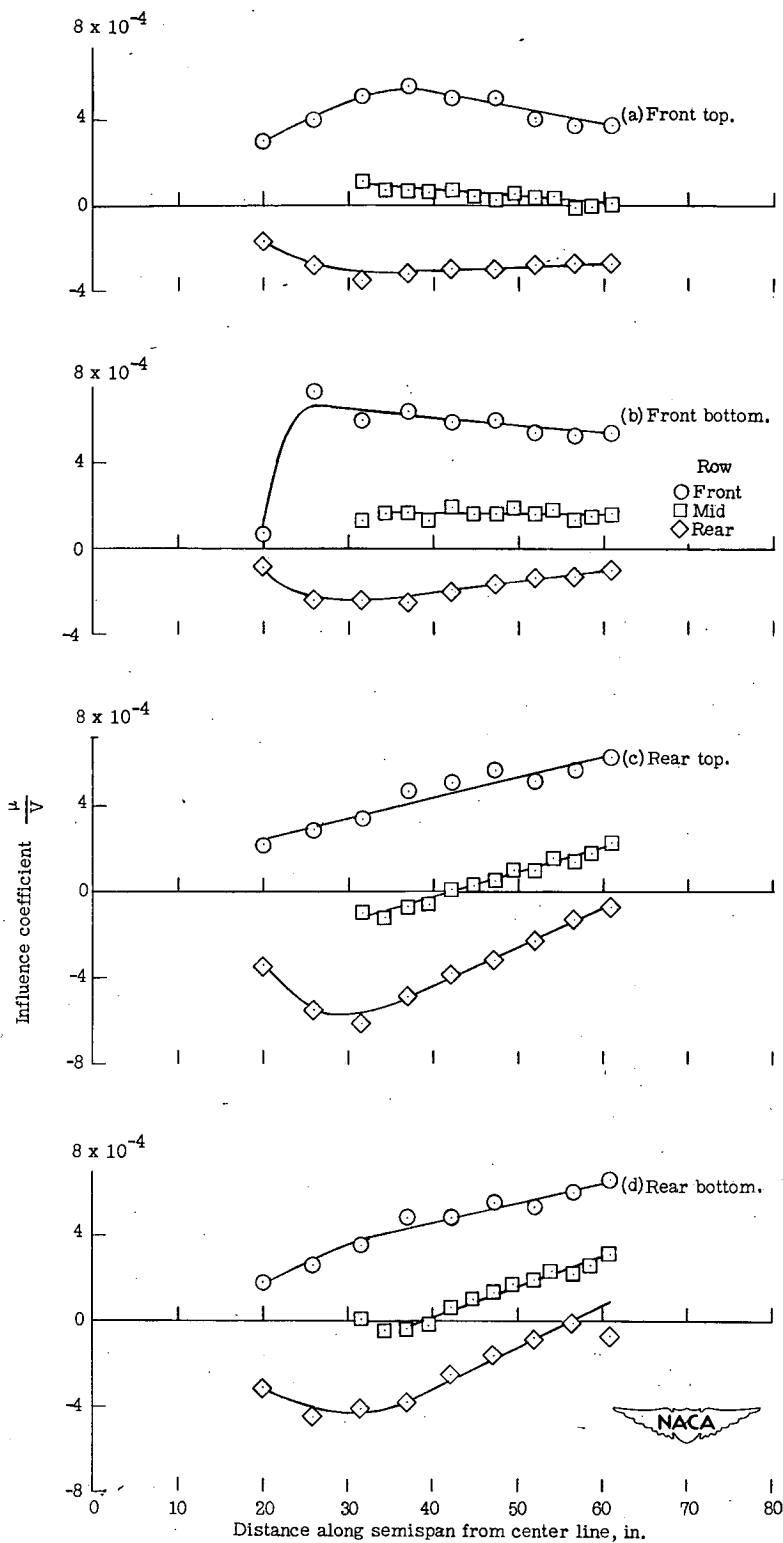 8 x 10⁻⁴
4
0
-4
(a) Front top.
8 x 10⁻⁴
4
0
-4
(b) Front bottom.
Row
Front
Mid
Rear
8 x 10⁻⁴
4
0
-4
-8
(c) Rear top.
Influence coefficient μ/V
8 x 10⁻⁴
4
0
-4
-8
(d) Rear bottom.
NACA
0 10 20 30 40 50 60 70 80
Distance along semispan from center line, in.